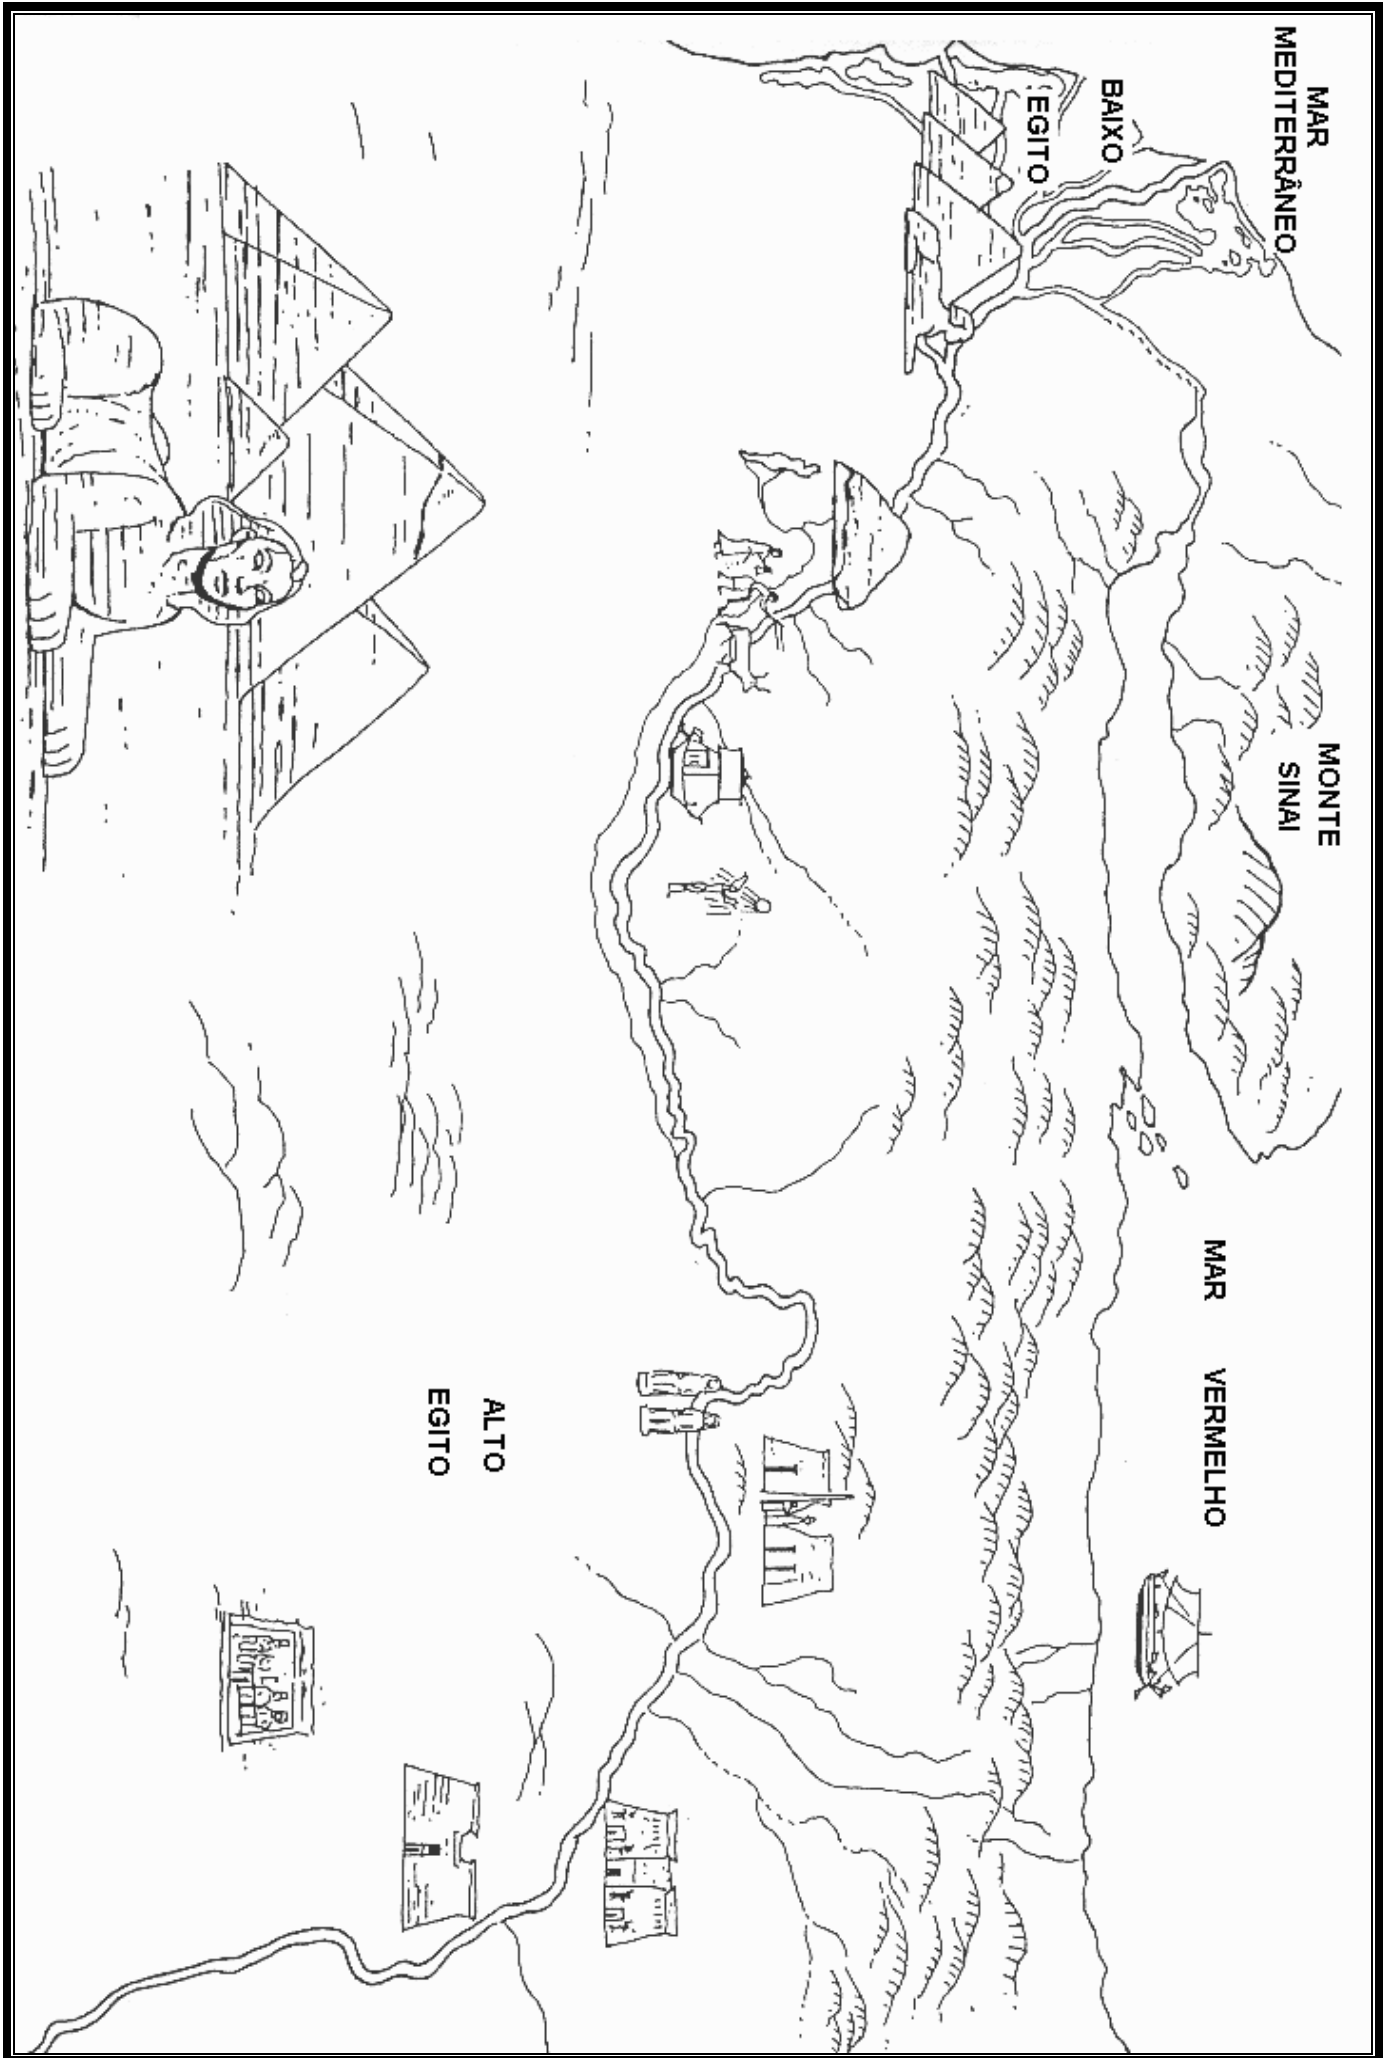 MAR
MEDITERRÂNEO
BAIXO
EGITO
MONTE
SINAI
MAR VERMELHO
ALTO
EGITO